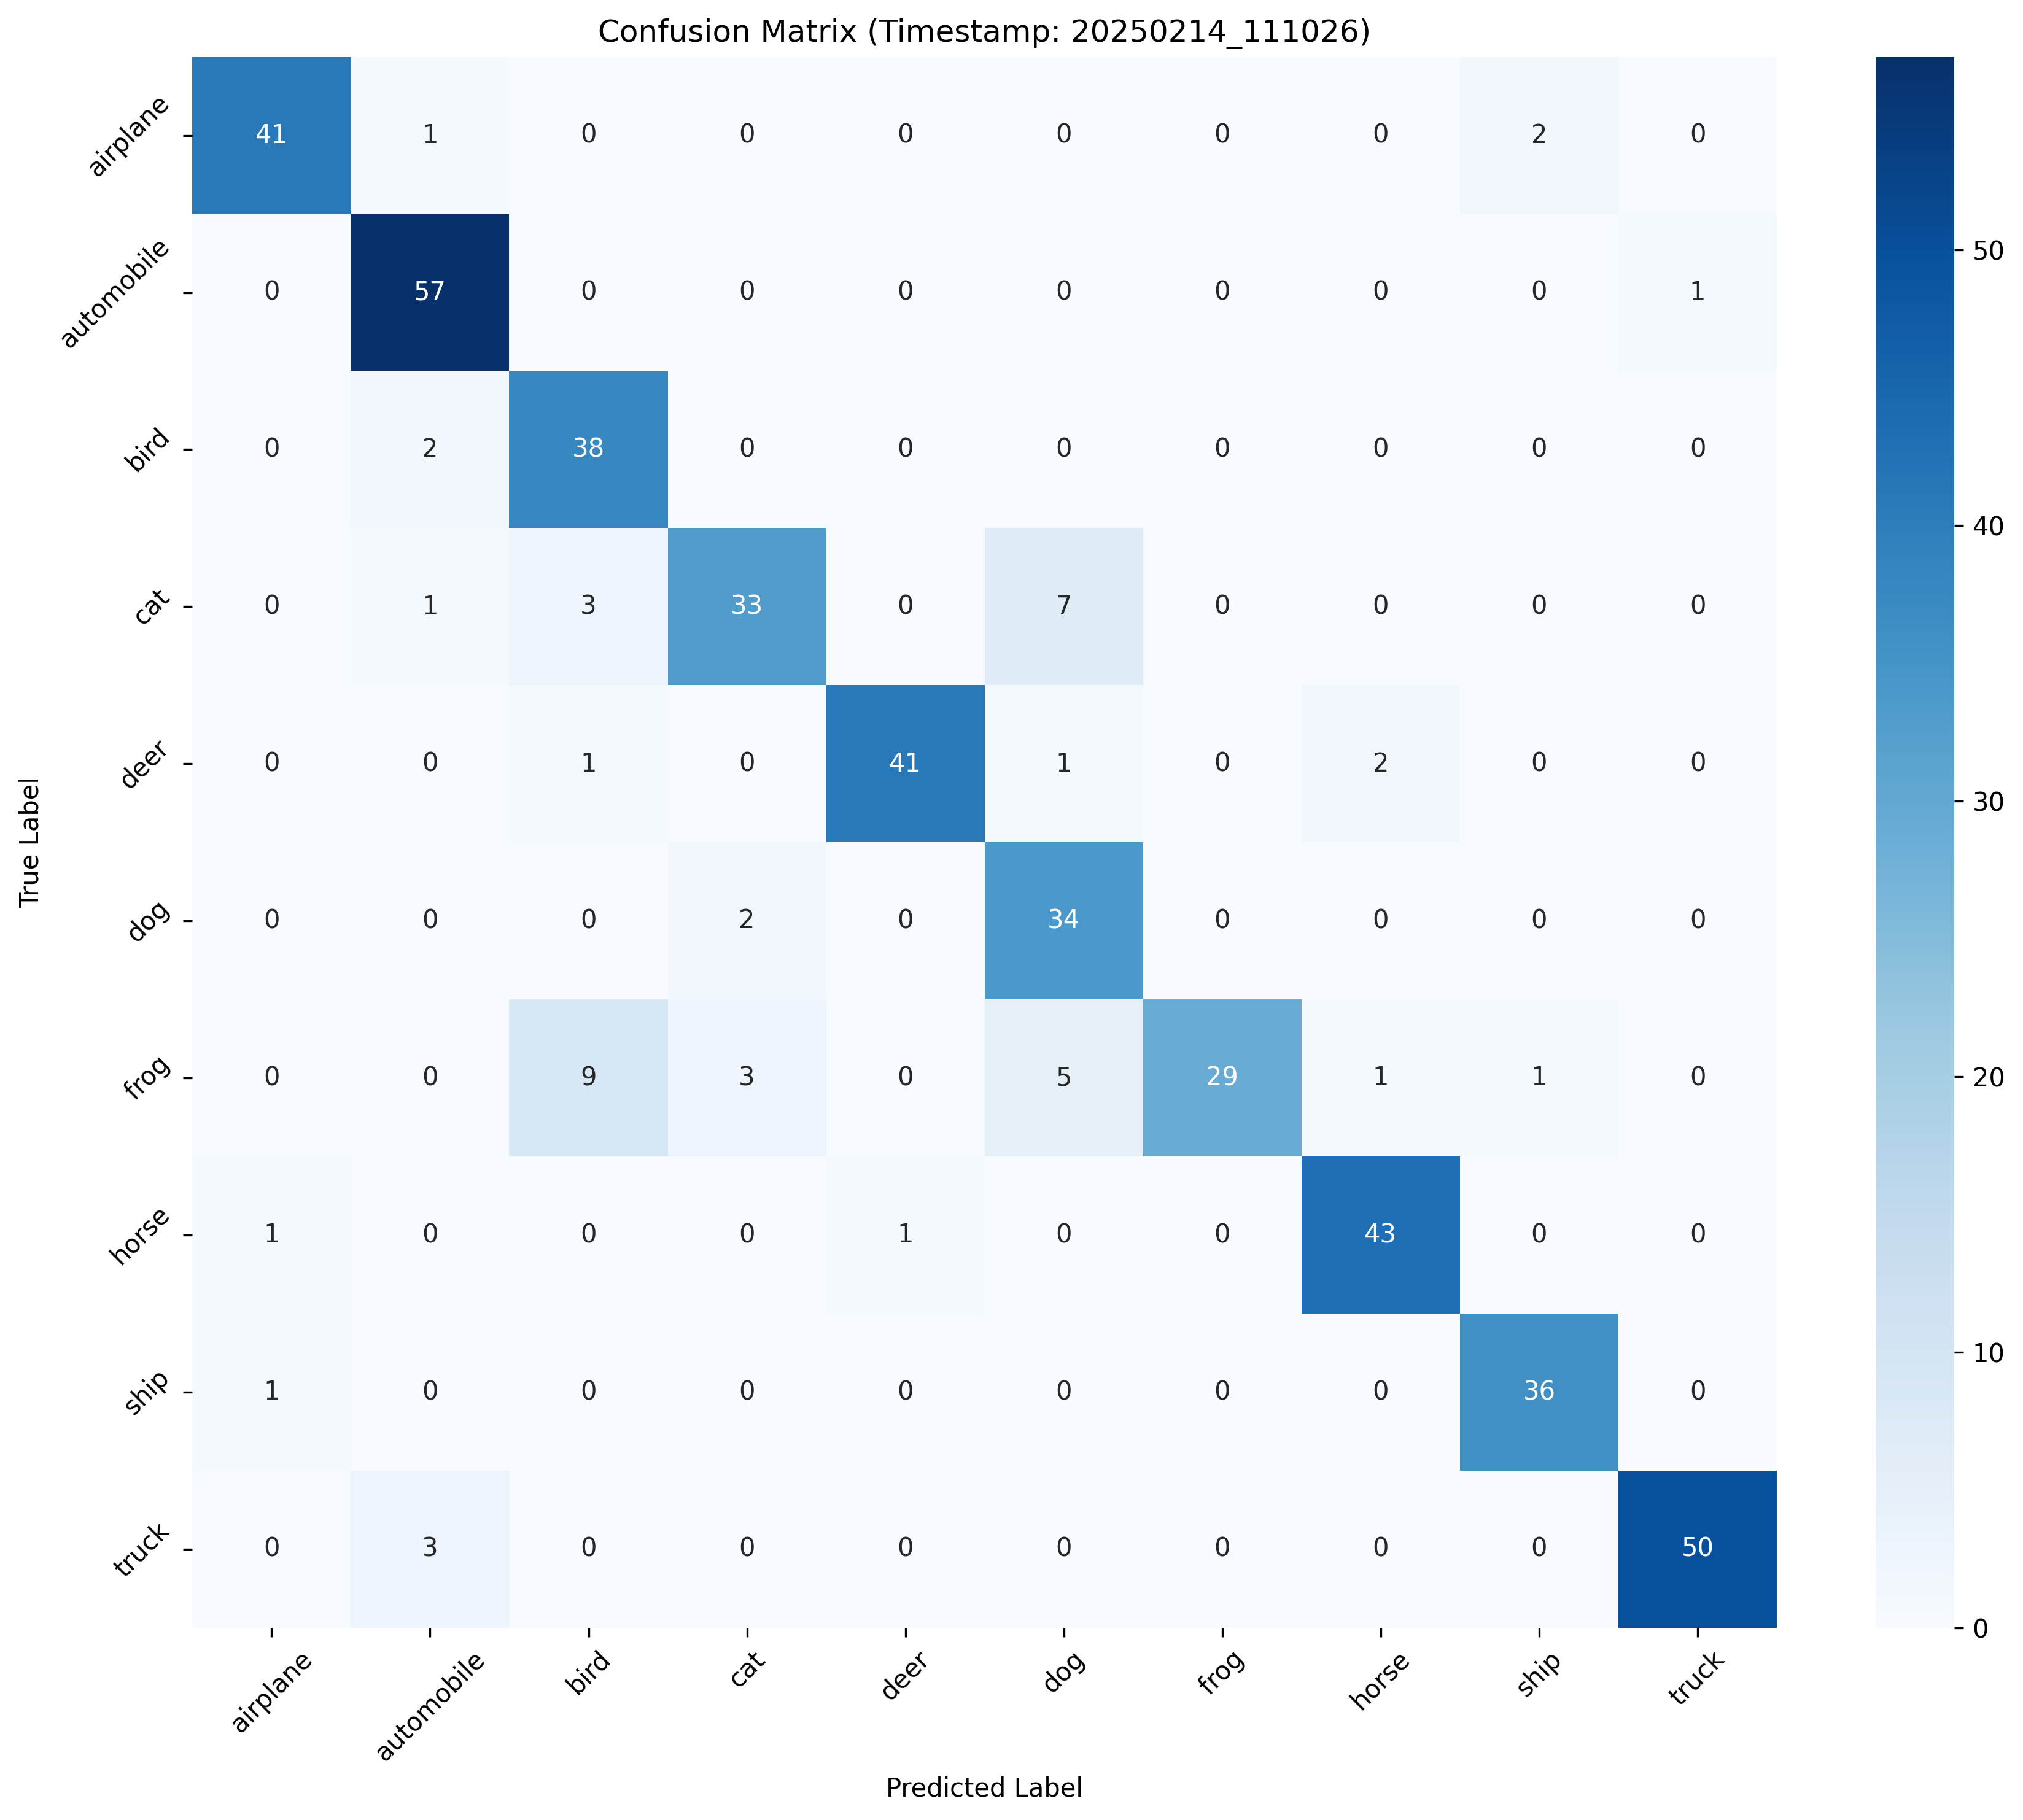 Confusion Matrix (Timestamp: 20250214_111026)
airplane 41 1 0 0 0 0 0 0 2 0
automobile 0 57 0 0 0 0 0 0 0 1
bird 0 2 38 0 0 0 0 0 0 0
cat 0 1 3 33 0 7 0 0 0 0
deer 0 0 1 0 41 1 0 2 0 0
dog 0 0 0 2 0 34 0 0 0 0
frog 0 0 9 3 0 5 29 1 1 0
horse 1 0 0 0 1 0 0 43 0 0
ship 1 0 0 0 0 0 0 0 36 0
truck 0 3 0 0 0 0 0 0 0 50
airplane automobile bird cat deer dog frog horse ship truck
True Label
Predicted Label
50
40
30
20
10
0